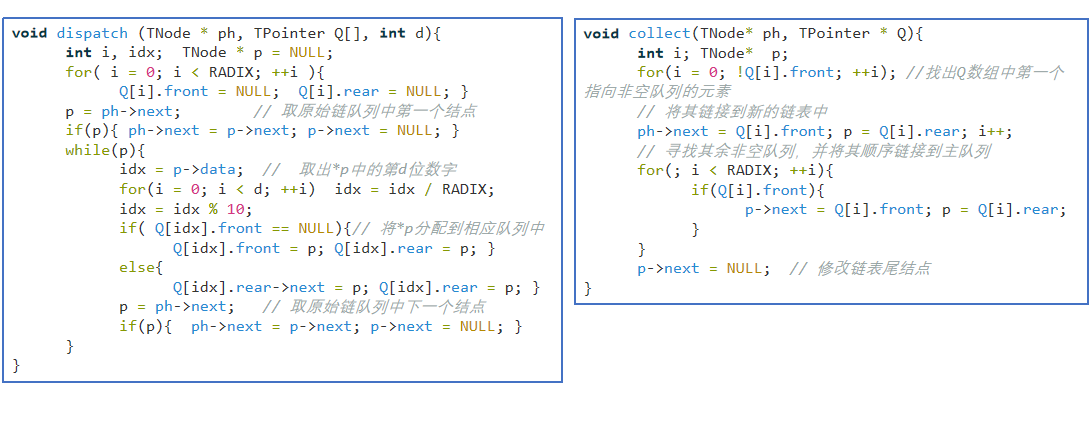 void dispatch (TNode * ph, TPointer Q[], int d){
int i, idx;  TNode * p = NULL;
for( i = 0; i < RADIX; ++i ){
Q[i].front = NULL;  Q[i].rear = NULL; }
p = ph->next;        // 取原始链队列中第一个结点
if(p){ ph->next = p->next; p->next = NULL; }
while(p){
idx = p->data;  //  取出*p中的第d位数字
for(i = 0; i < d; ++i)  idx = idx / RADIX;
idx = idx % 10;
if( Q[idx].front == NULL){// 将*p分配到相应队列中
Q[idx].front = p; Q[idx].rear = p; }
else{
Q[idx].rear->next = p; Q[idx].rear = p; }
p = ph->next;   // 取原始链队列中下一个结点
if(p){  ph->next = p->next; p->next = NULL; }
}
}
void collect(TNode* ph, TPointer * Q){
int i; TNode*  p;
for(i = 0; !Q[i].front; ++i); //找出Q数组中第一个
指向非空队列的元素
// 将其链接到新的链表中
ph->next = Q[i].front; p = Q[i].rear; i++;
// 寻找其余非空队列，并将其顺序链接到主队列
for(; i < RADIX; ++i){
if(Q[i].front){
p->next = Q[i].front; p = Q[i].rear;
}
}
p->next = NULL;  // 修改链表尾结点
}